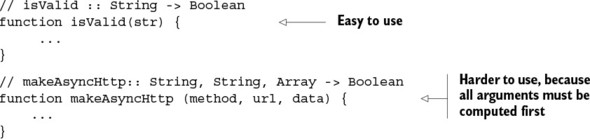 // isValid :: String -> Boolean
function isValid(str) {
Easy to use
...
}
// makeAsyncHttp:: String, String, Array -> Boolean
function makeAsyncHttp (method, url, data) {
...
}
Harder to use, because
all arguments must be
computed first